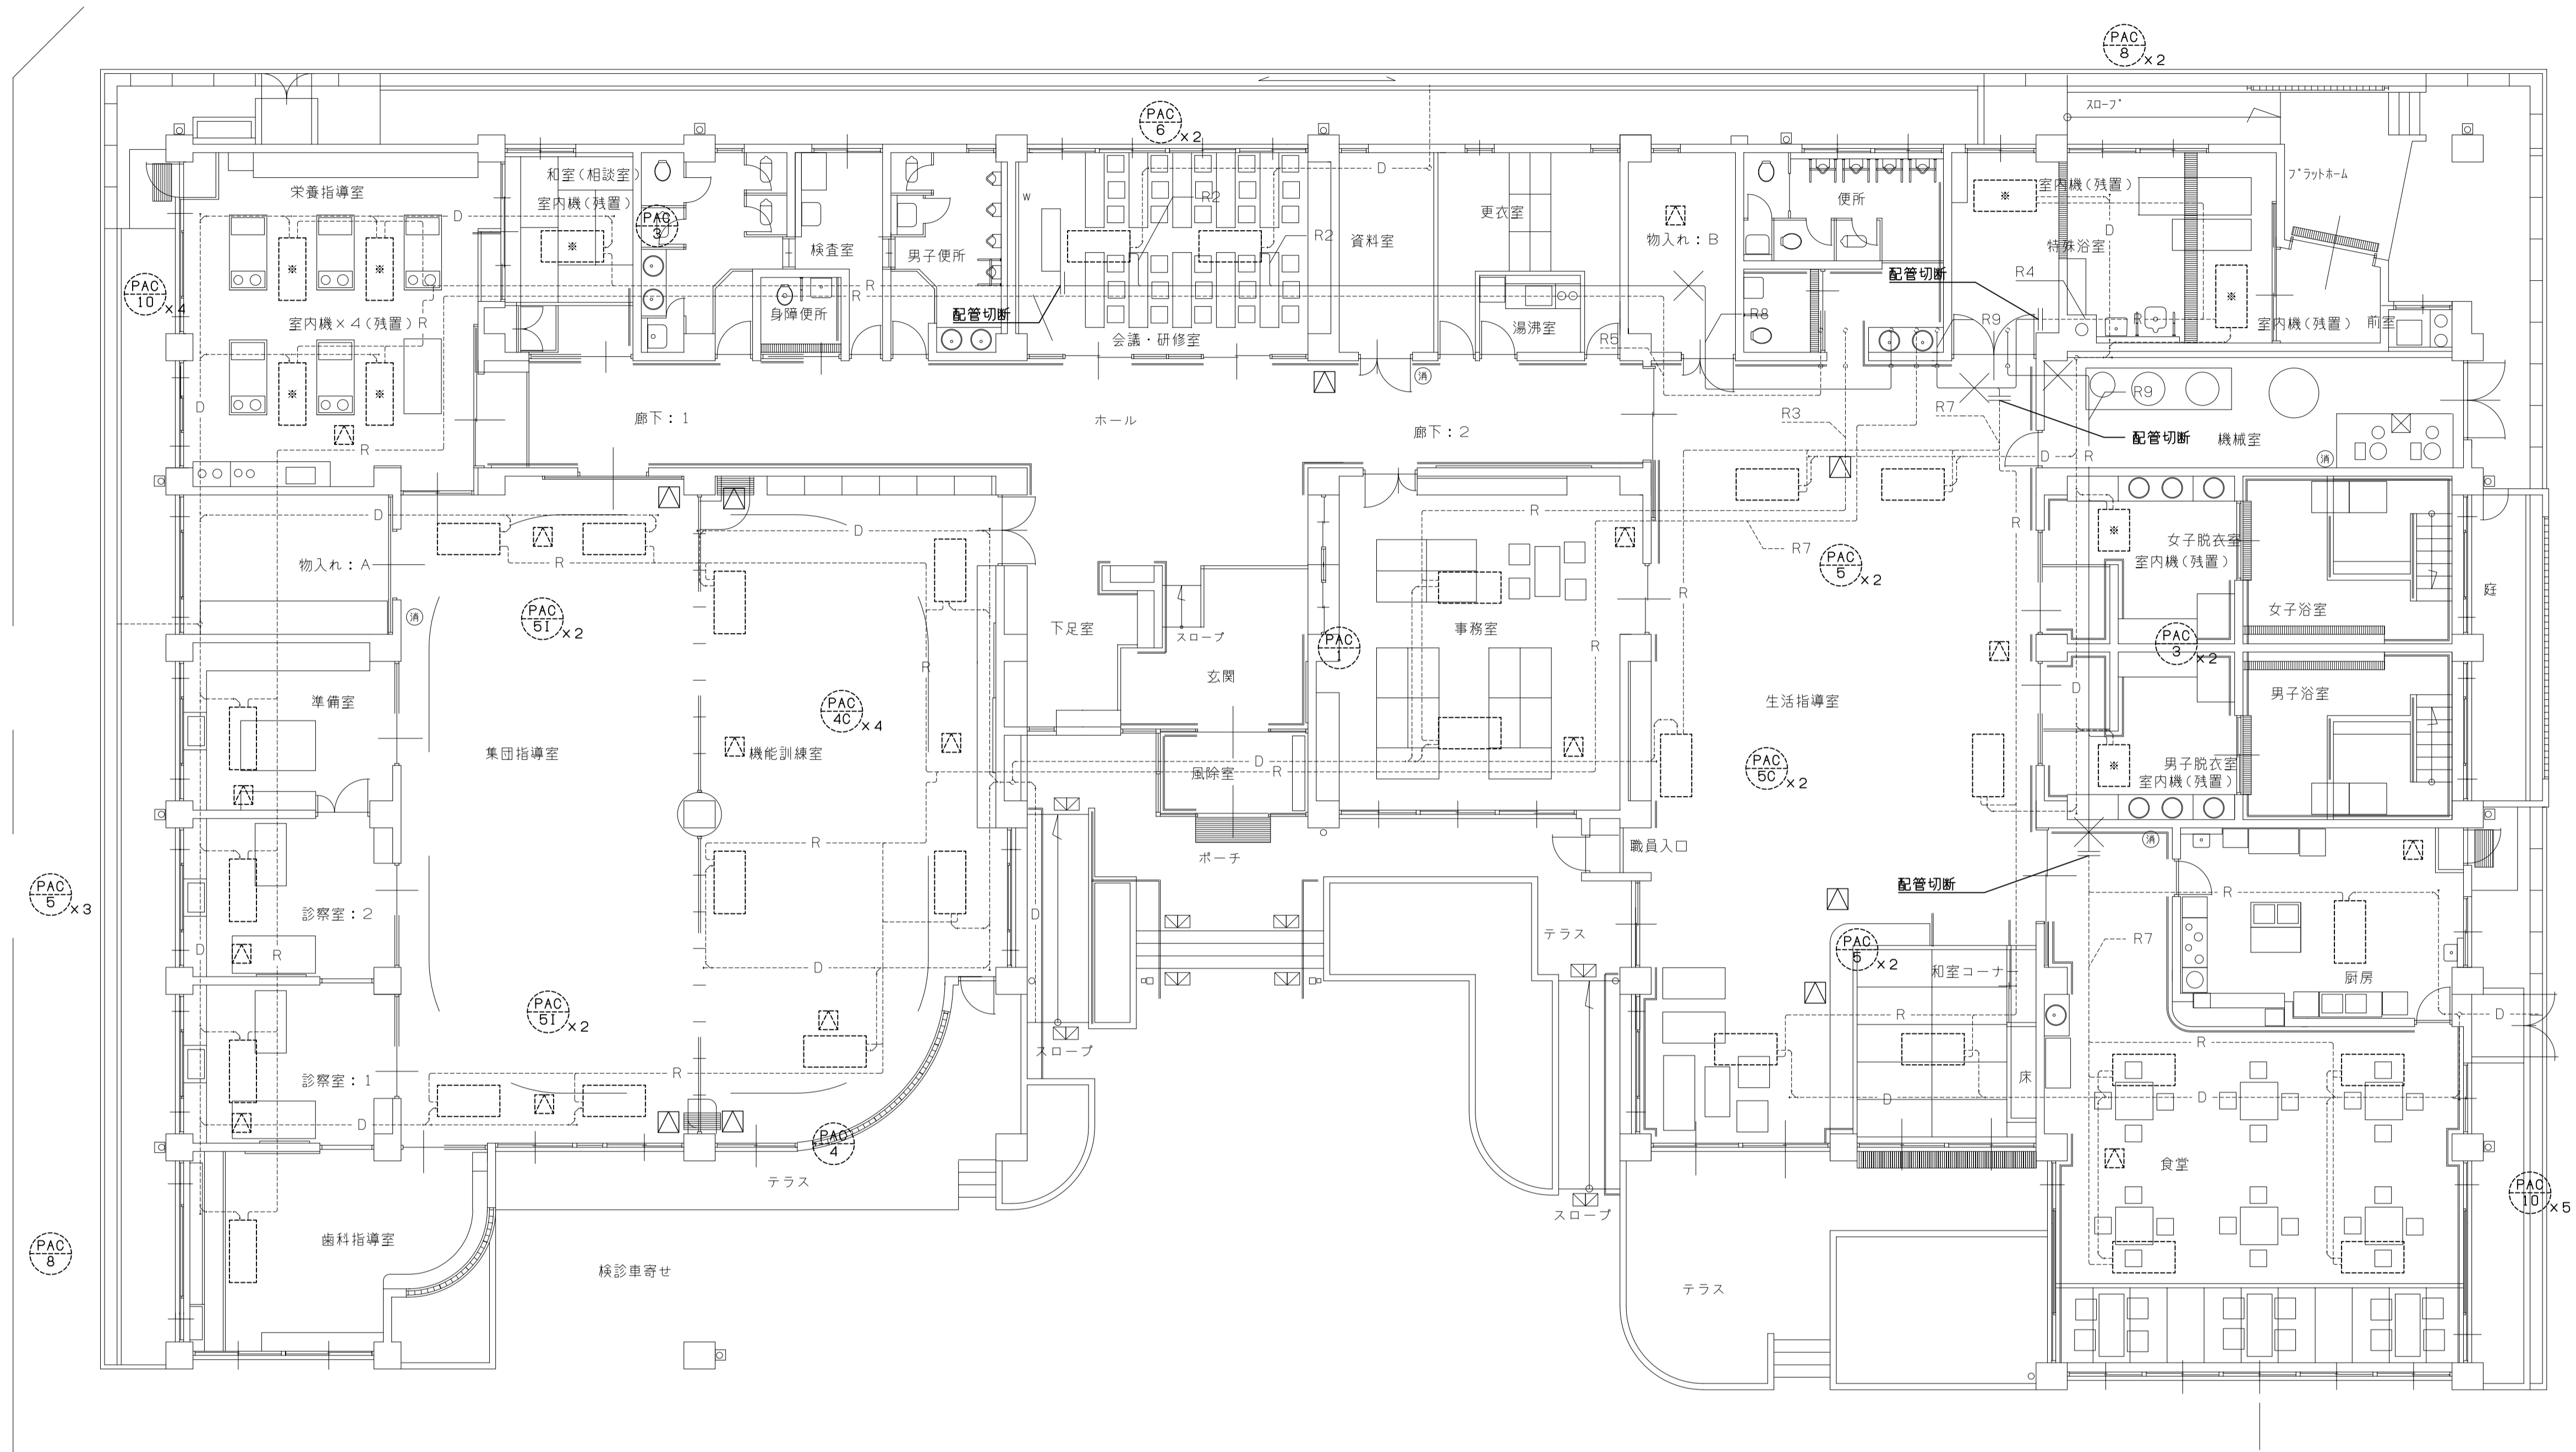 PAC
8
×2
スロープ
PAC
6
×2
プラットホーム
栄養指導室
和室(相談室)
室内機(残置)
※
PAC
3
検査室
男子便所
W
D
R2
R2
資料室
更衣室
物入れ：B
便所
室内機(残置)
※
特殊浴室
D
D
※
※
※
PAC
10
×4
室内機×4(残置)
R
R
R
身障便所
配管切断
会議・研修室
湯沸室
R5
R8
R9
配管切断
R4
R
※
室内機(残置)
前室
※
※
D
R
廊下：1
ホール
消
廊下：2
R3
R7
R9
配管切断
機械室
D
R
消
D
物入れ：A
R
D
R
R7
R
※
女子脱衣室
室内機(残置)
女子浴室
庭
PAC
5
×2
PAC
5I
×2
消
下足室
スロープ
事務室
PAC
1
R
R
R
PAC
3
×2
準備室
集団指導室
機能訓練室
PAC
4C
×4
玄関
生活指導室
D
男子浴室
風除室
D
R
PAC
5C
×2
※
男子脱衣室
室内機(残置)
R
ポーチ
職員入口
消
配管切断
PAC
5
×3
診察室：2
D
R
D
D
テラス
PAC
5
×2
和室コーナー
R7
R
厨房
PAC
5I
×2
スロープ
R
D
R
診察室：1
R
D
床
D
D
PAC
4
テラス
食堂
PAC
10
×5
スロープ
PAC
8
歯科指導室
検診車寄せ
テラス